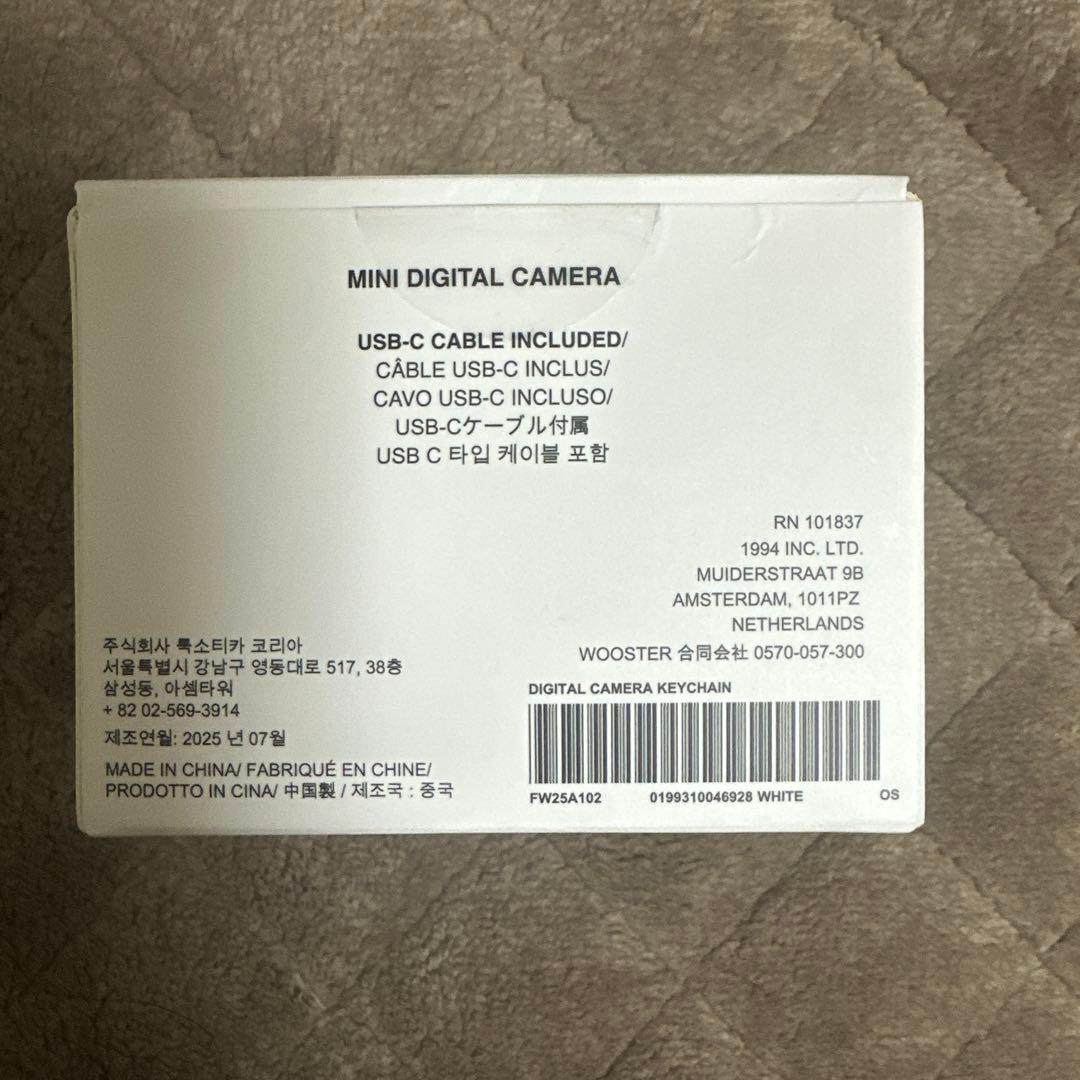 MINI DIGITAL CAMERA
USB-C CABLE INCLUDED/
CÂBLE USB-C INCLUS/
CAVO USB-C INCLUSO/
USB-Cケーブル付属
USB C 타입 케이블 포함
RN 101837
1994 INC. LTD.
MUIDERSTRAAT 9B
AMSTERDAM, 1011PZ
NETHERLANDS
WOOSTER 合同会社 0570-057-300
주식회사 룩소티카 코리아
서울특별시 강남구 영동대로 517, 38층
삼성동, 아셈타워
+ 82 02-569-3914
제조연월: 2025 년 07월
MADE IN CHINA/ FABRIQUÉ EN CHINE/
PRODOTTO IN CINA/ 中国製 / 제조국 : 중국
DIGITAL CAMERA KEYCHAIN
FW25A102 0199310046928 WHITE OS